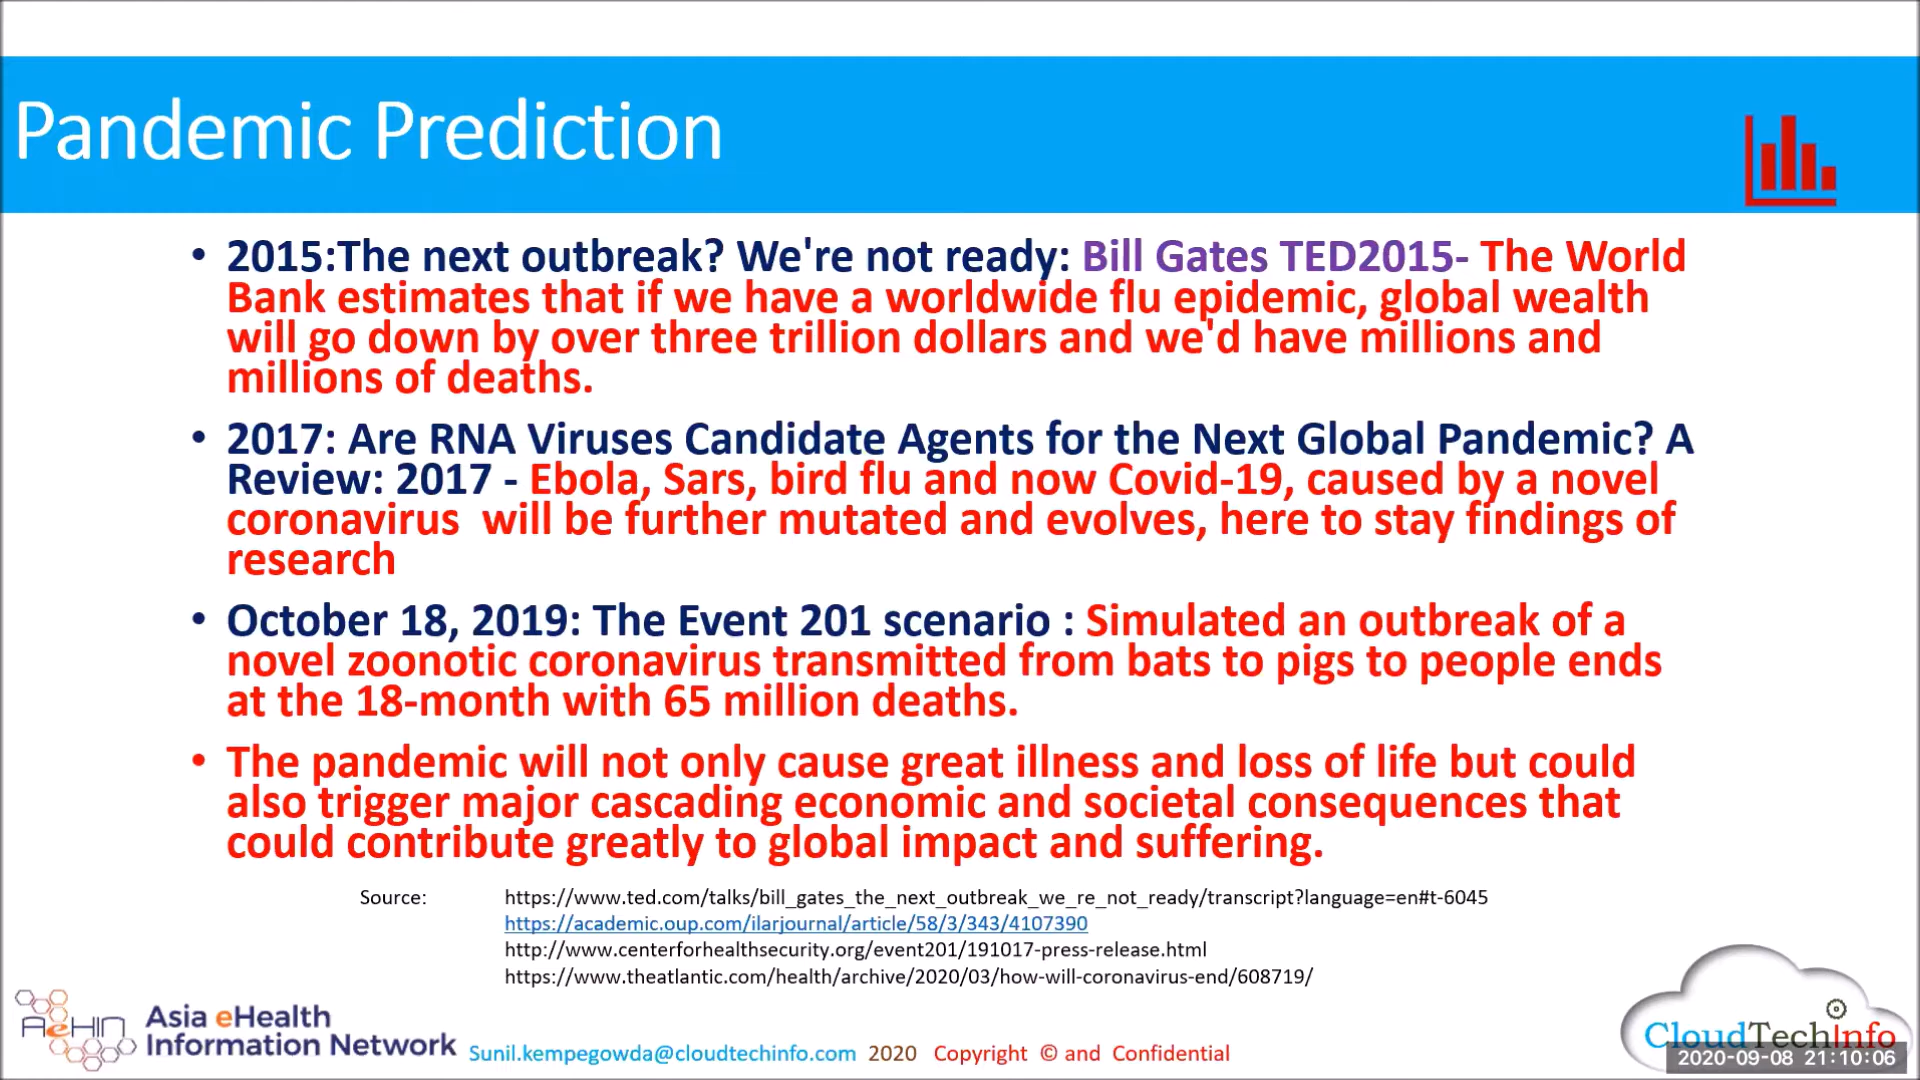 Pandemic Prediction
• 2015:The next outbreak? We're not ready: Bill Gates TED2015- The World
Bank estimates that if we have a worldwide flu epidemic, global wealth
will go down by over three trillion dollars and we'd have millions and
millions of deaths.
• 2017: Are RNA Viruses Candidate Agents for the Next Global Pandemic? A
Review: 2017 - Ebola, Sars, bird flu and now Covid-19, caused by a novel
coronavirus  will be further mutated and evolves, here to stay findings of
research
• October 18, 2019: The Event 201 scenario : Simulated an outbreak of a
novel zoonotic coronavirus transmitted from bats to pigs to people ends
at the 18-month with 65 million deaths.
• The pandemic will not only cause great illness and loss of life but could
also trigger major cascading economic and societal consequences that
could contribute greatly to global impact and suffering.
Source: https://www.ted.com/talks/bill_gates_the_next_outbreak_we_re_not_ready/transcript?language=en#t-6045
https://academic.oup.com/ilarjournal/article/58/3/343/4107390
http://www.centerforhealthsecurity.org/event201/191017-press-release.html
https://www.theatlantic.com/health/archive/2020/03/how-will-coronavirus-end/608719/
AeHIN
Asia eHealth
Information Network
Sunil.kempegowda@cloudtechinfo.com 2020 Copyright © and Confidential
CloudTechInfo
2020-09-08 21:10:06